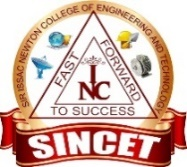 SIR ISSAC NEWTON COLLEGE OF ENGINEERING AND TECHNOLOGY
FAST FORWARD
INC
TO SUCCESS
SINCET